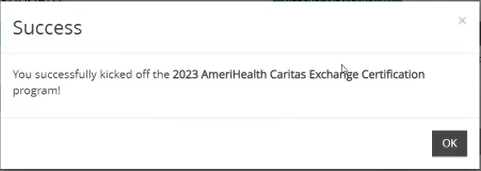 Success
×
You successfully kicked off the 2023 AmeriHealth Caritas Exchange Certification
program!
OK